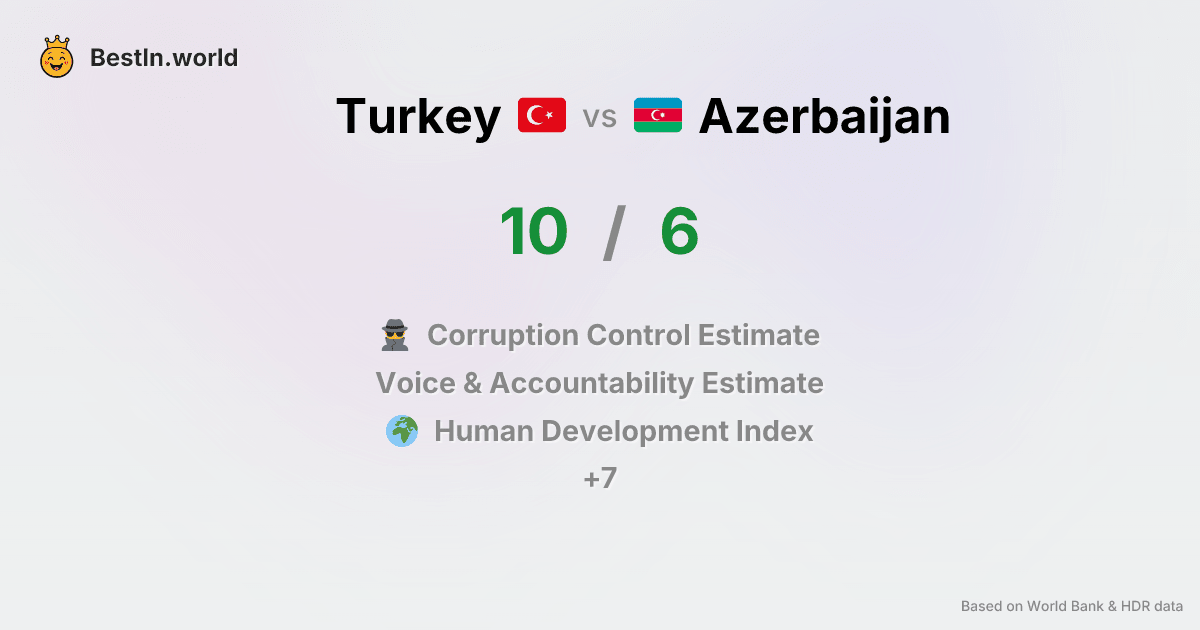 BestIn.world
Turkey vs Azerbaijan
10 / 6
Corruption Control Estimate
Voice & Accountability Estimate
Human Development Index
+7
Based on World Bank & HDR data